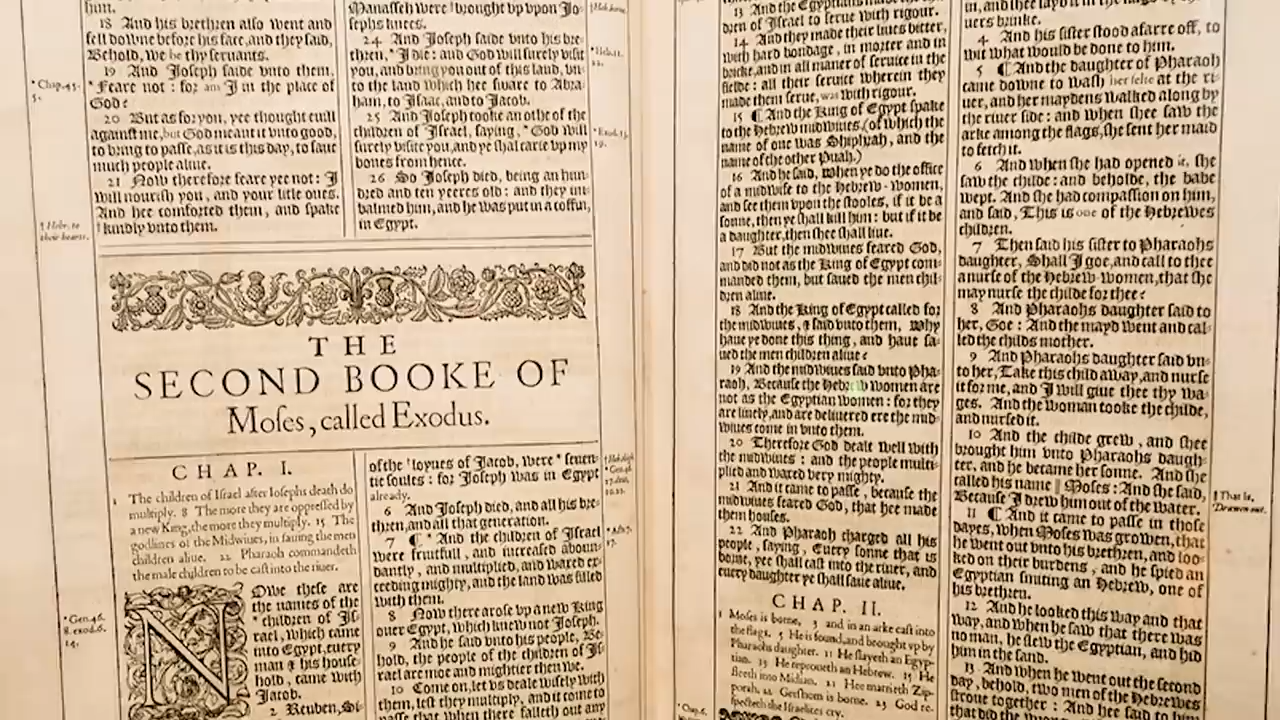 him.
18 And his brethren also went and
fell downe before his face, and they said,
Behold, we be thy seruants.
19 And Ioseph saide vnto them,
* Feare not : for am I in the place of
God?
20 But as for you, yee thought euill
against me, but God meant it vnto good,
to bring to passe, as it is this day, to saue
much people aliue.
21 Now therefore feare yee not: I
will nourish you, and your little ones.
And hee comforted them, and spake
† kindly vnto them.
* Chap. 45.
5.
† Hebr. to
their hearts.
Manasseh were ‖ brought vp vpon Io-
sephs knees.
24 And Ioseph saide vnto his bre-
thren, * I die: and God will surely visit
you, and bring you out of this land, vn-
to the land which hee sware to Abra-
ham, to Isaac, and to Iacob.
25 And Ioseph tooke an othe of the
children of Israel, saying, * God will
surely visite you, and ye shal carie vp my
bones from hence.
26 So Ioseph died, being an hun-
dred and ten yeeres old: and they im-
balmed him, and he was put in a coffin,
in Egypt.
* Heb. 11.
22.
* Exod. 13.
19.
THE
SECOND BOOKE OF
Moses, called Exodus.
CHAP. I.
1 The children of Israel after Iosephs death do
multiply. 8 The more they are oppressed by
a new King, the more they multiply. 15 The
godlines of the Midwiues, in sauing the men
children aliue. 22 Pharaoh commandeth
the male children to be cast into the riuer.
NOwe these are
the names of the
* children of Is-
rael, which came
into Egypt, euery
man & his house-
hold, came with
Iacob.
2 Reuben, Si-
* Gen. 46.
8. exod. 6.
14.
of the † loynes of Iacob, were * seuen-
tie soules : for Ioseph was in Egypt
already.
6 And Ioseph died, and all his bre-
thren, and all that generation.
7 ¶ * And the children of Israel
were fruitfull, and increased aboun-
dantly, and multiplied, and waxed ex-
ceeding mighty, and the land was filled
with them.
8 Now there arose vp a new King
ouer Egypt, which knew not Ioseph.
9 And he said vnto his people, Be-
hold, the people of the children of Is-
rael are moe and mightier then we.
10 Come on, let vs deale wisely with
them, lest they multiply, and it come to
passe that when there falleth out any
* Acts 7.
17.
13 And the Egyptians made the chil-
dren of Israel to serue with rigour.
14 And they made their liues bitter,
with hard bondage, in morter and in
bricke, and in all maner of seruice in the
fielde : all their seruice wherein they
made them serue, was with rigour.
15 ¶ And the King of Egypt spake
to the Hebrew midwiues, (of which the
name of one was Shiphrah, and the
name of the other Puah.)
16 And he said, when ye do the office
of a midwife to the Hebrew-women,
and see them vpon the stooles, if it be a
sonne, then ye shall kill him : but if it be
a daughter, then shee shall liue.
17 But the midwiues feared God,
and did not as the King of Egypt com-
manded them, but saued the men chil-
dren aliue.
18 And the King of Egypt called for
the midwiues, & said vnto them, Why
haue ye done this thing, and haue sa-
ued the men children aliue?
19 And the midwiues said vnto Pha-
raoh, Because the Hebrew women are
not as the Egyptian women : for they
are liuely, and are deliuered ere the mid-
wiues come in vnto them.
20 Therefore God dealt well with
the midwiues : and the people multi-
plied and waxed very mighty.
21 And it came to passe, because the
midwiues feared God, that hee made
them houses.
22 And Pharaoh charged all his
people, saying, Euery sonne that is
borne, yee shall cast into the riuer, and
euery daughter ye shall saue aliue.
CHAP. II.
1 Moses is borne, 3 and in an arke cast into
the flags. 5 He is found, and brought vp by
Pharaohs daughter. 11 He slayeth an Egyp-
tian. 13 He reprooueth an Hebrew. 15 He
fleeth into Midian. 21 Hee marrieth Zip-
porah. 22 Gershom is borne. 23 God re-
specteth the Israelites cry.
* Chap. 6.
in, and shee layd it in the flags by the ri-
uers brinke.
4 And his sister stood afarre off, to
wit what would be done to him.
5 ¶ And the daughter of Pharaoh
came downe to wash her selfe at the ri-
uer, and her maydens walked along by
the riuer side : and when shee saw the
arke among the flags, she sent her maid
to fetch it.
6 And when she had opened it, she
saw the childe : and beholde, the babe
wept. And she had compassion on him,
and said, This is one of the Hebrewes
children.
7 Then said his sister to Pharaohs
daughter, Shall I goe, and call to thee
a nurse of the Hebrew-women, that she
may nurse the childe for thee?
8 And Pharaohs daughter said to
her, Goe : And the mayd went and cal-
led the childs mother.
9 And Pharaohs daughter said vn-
to her, Take this child away, and nurse
it for me, and I will giue thee thy wa-
ges. And the woman tooke the childe,
and nursed it.
10 And the childe grew, and shee
brought him vnto Pharaohs daugh-
ter, and he became her sonne. And she
called his name ‖ Moses : And she said,
Because I drew him out of the water.
11 ¶ And it came to passe in those
dayes, when Moses was growen, that
he went out vnto his brethren, and loo-
ked on their burdens, and he spied an
Egyptian smiting an Hebrew, one of
his brethren.
12 And he looked this way and that
way, and when he saw that there was
no man, he slew the Egyptian, and hid
him in the sand.
13 And when he went out the second
day, behold, two men of the Hebrewes
stroue together : And hee said to him
that did the
‖ That is,
Drawen out.